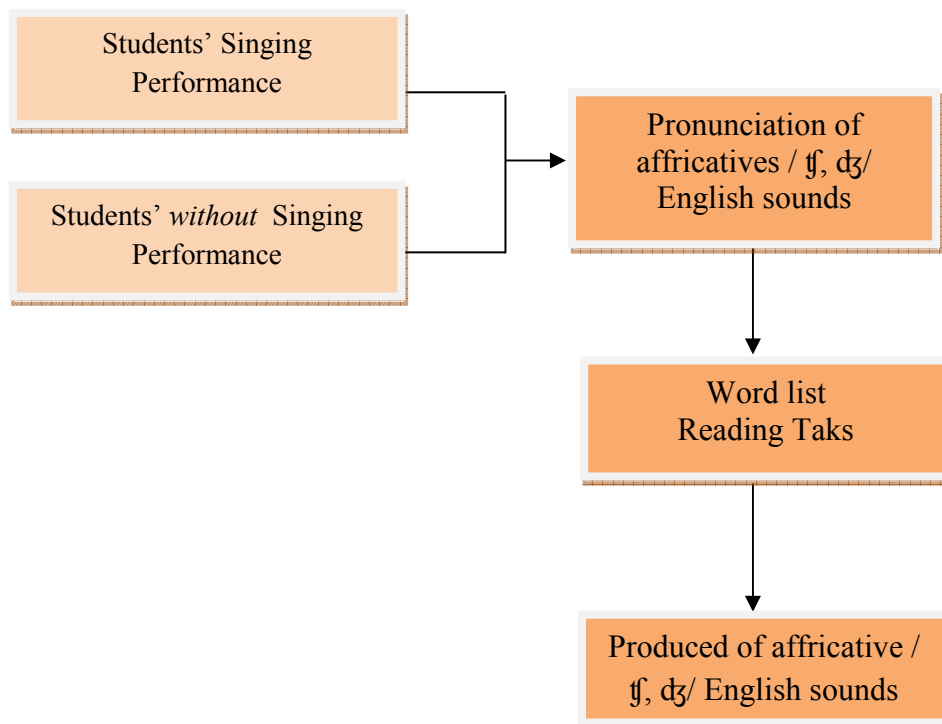 Students’ Singing
Performance
Students’ without Singing
Performance
Pronunciation of
affricatives / ʧ, ʤ/
English sounds
Word list
Reading Taks
Produced of affricative /
ʧ, ʤ/ English sounds